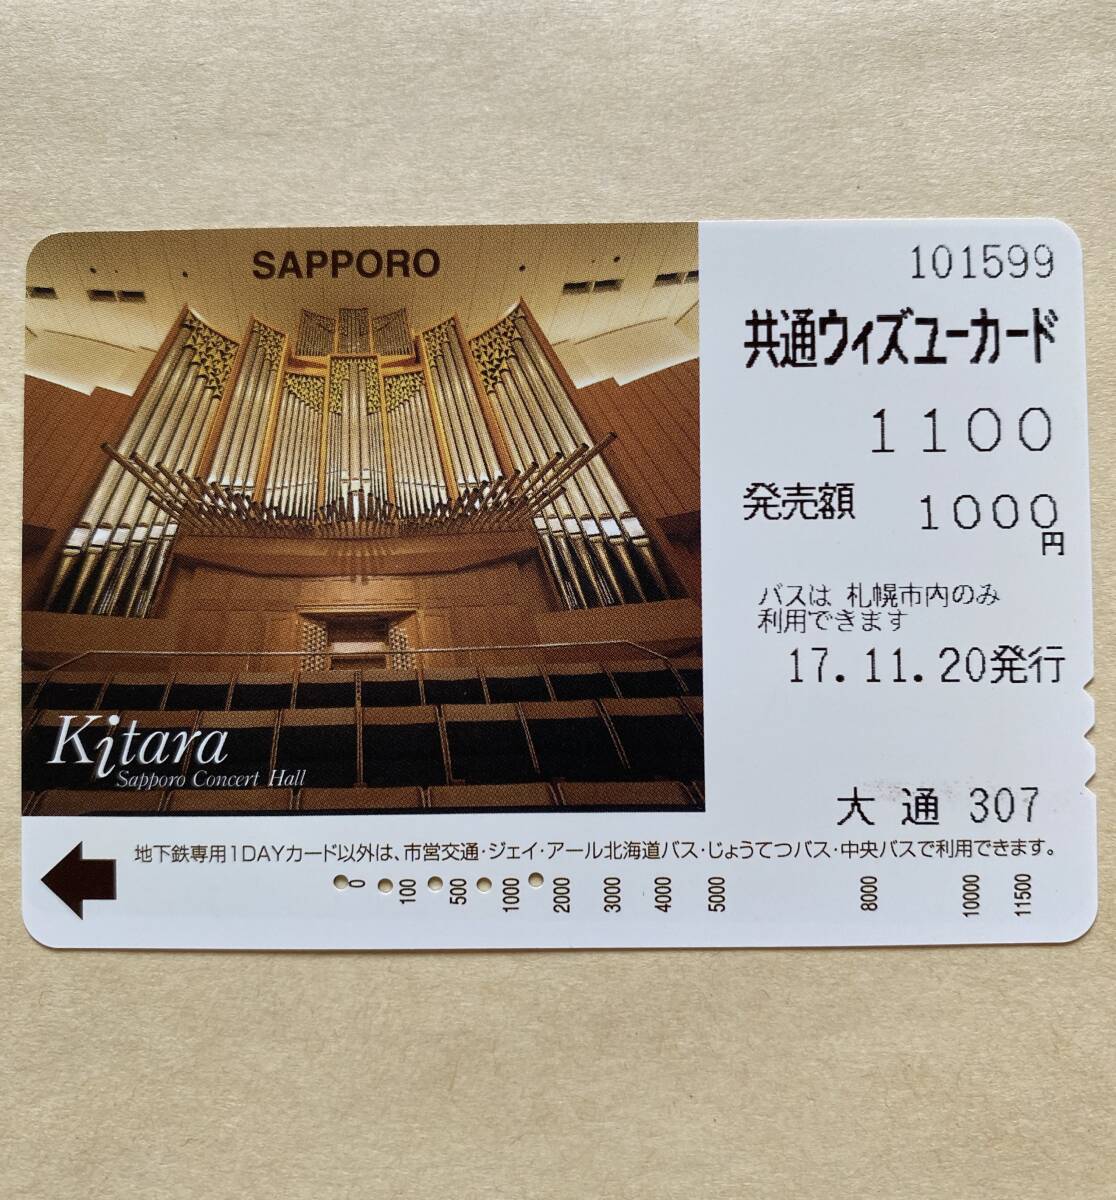 SAPPORO
Kitara
Sapporo Concert Hall
101599
共通ウィズユーカード
1100
発売額 1000
円
バスは 札幌市内のみ
利用できます
17.11.20発行
大通 307
地下鉄専用1DAYカード以外は、市営交通・ジェイ・アール北海道バス・じょうてつバス・中央バスで利用できます。
0 100 500 1000 2000 3000 4000 5000 8000 10000 11500